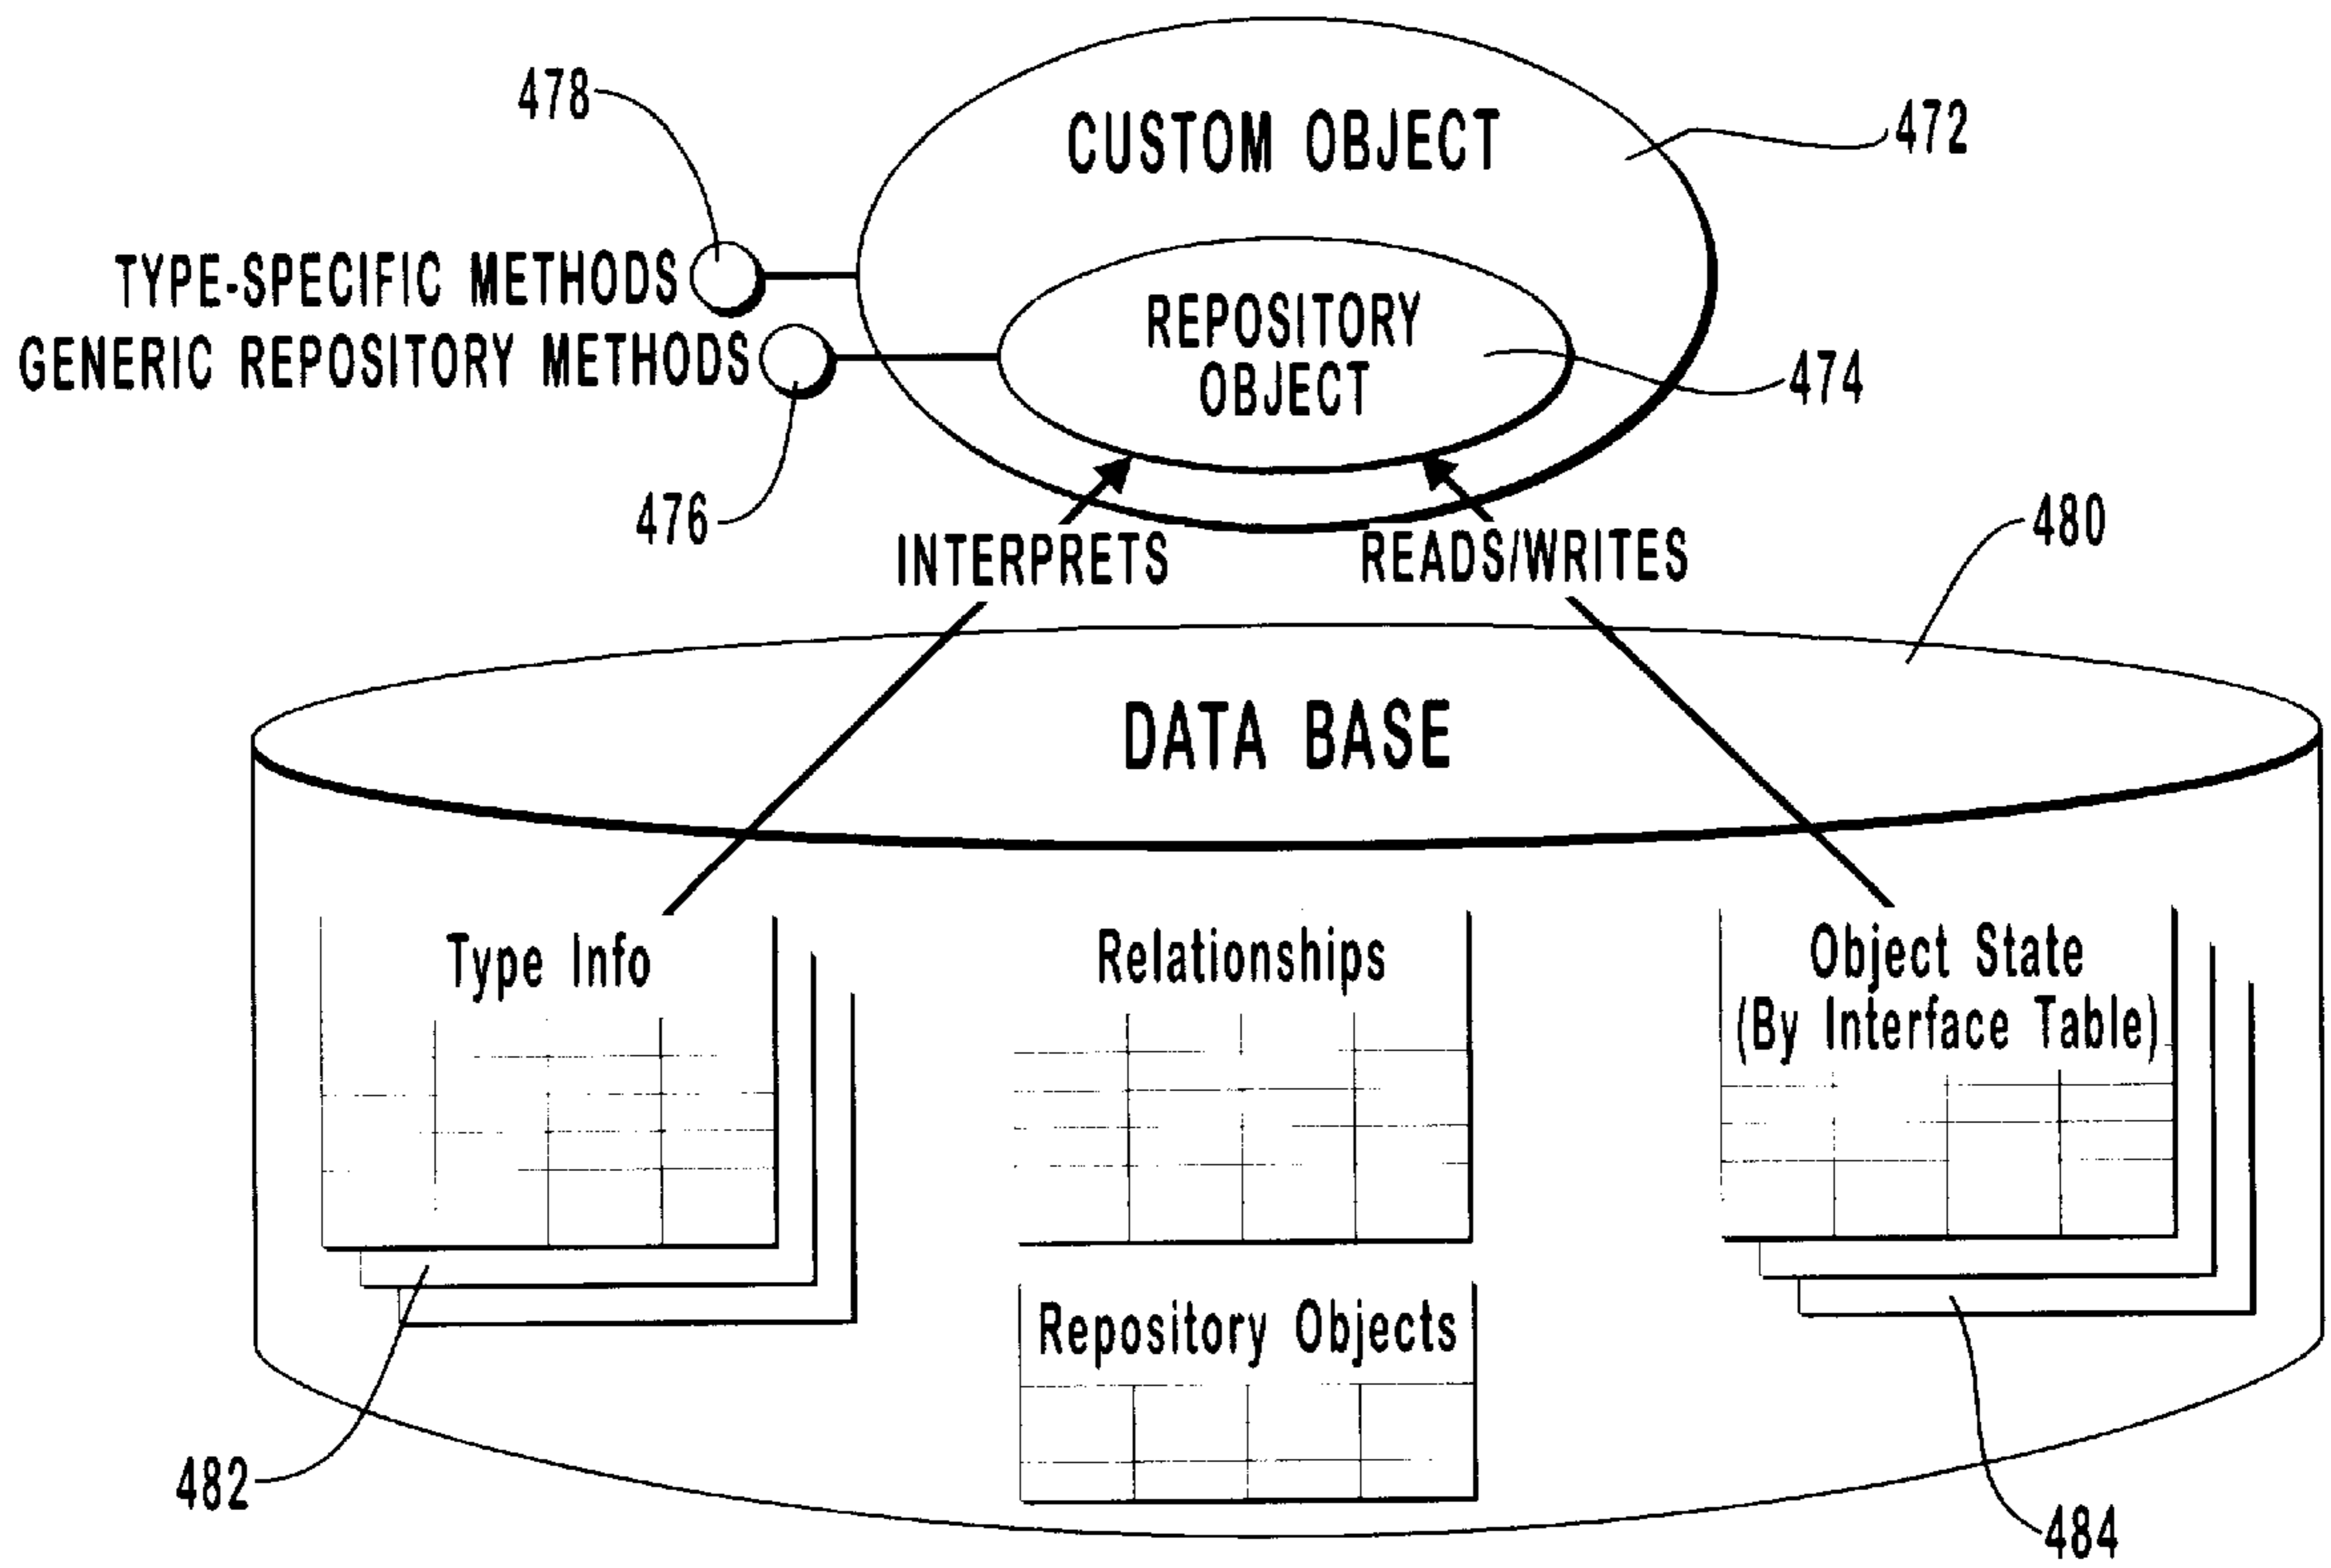 478
CUSTOM OBJECT
472
TYPE-SPECIFIC METHODS
GENERIC REPOSITORY METHODS
REPOSITORY
OBJECT
474
476
INTERPRETS
READS/WRITES
480
DATA BASE
Type Info
Relationships
Object State
(By Interface Table)
Repository Objects
482
484